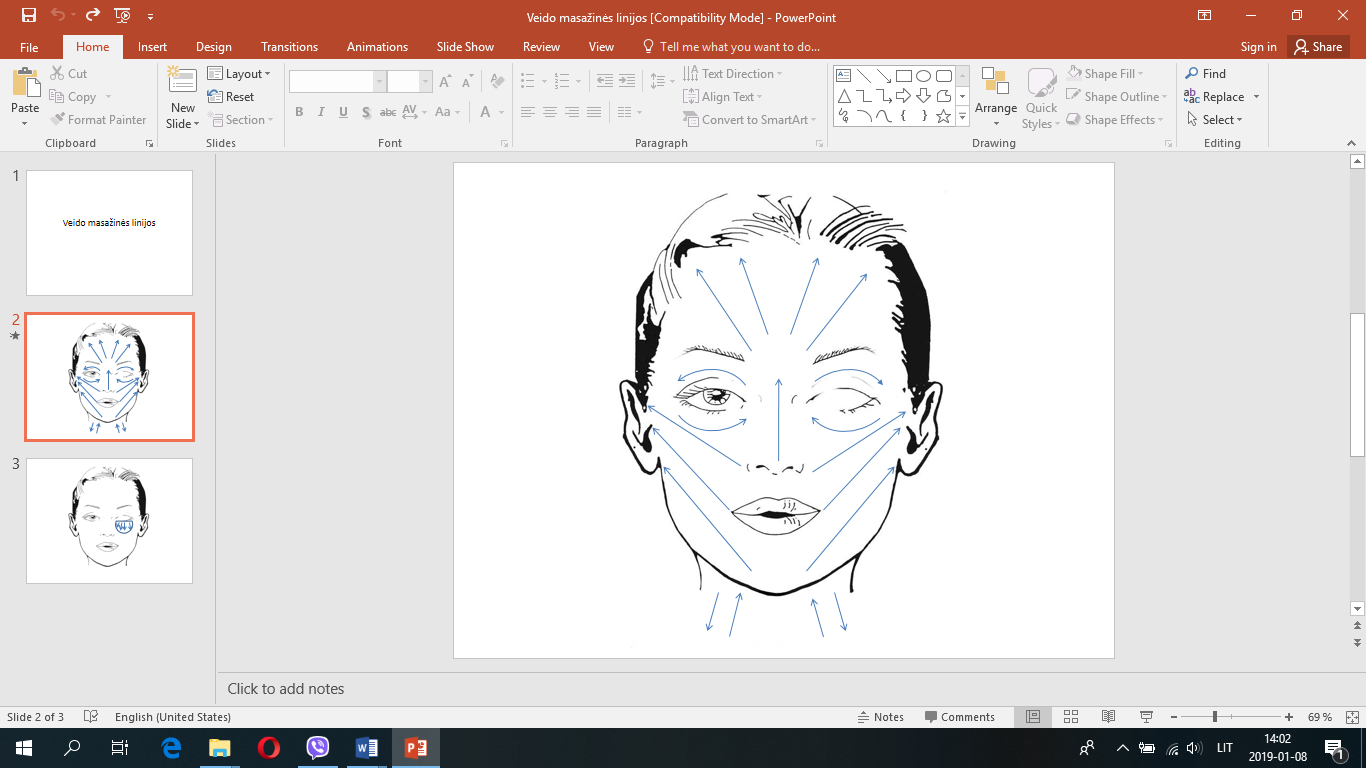 Veido masažinės linijos [Compatibility Mode] - PowerPoint
File Home Insert Design Transitions Animations Slide Show Review View Tell me what you want to do... Sign in Share
Paste
Cut
Copy
Format Painter
Clipboard
New
Slide
Layout
Reset
Section
Slides
B I U S abc AV Aa A
Font
Text Direction
Align Text
Convert to SmartArt
Paragraph
Arrange
Quick
Styles
Shape Fill
Shape Outline
Shape Effects
Drawing
Find
Replace
Select
Editing
1
Veido masažinės linijos
2
3
Click to add notes
Slide 2 of 3 English (United States) Notes Comments 69 %
LIT
14:02
2019-01-08
1